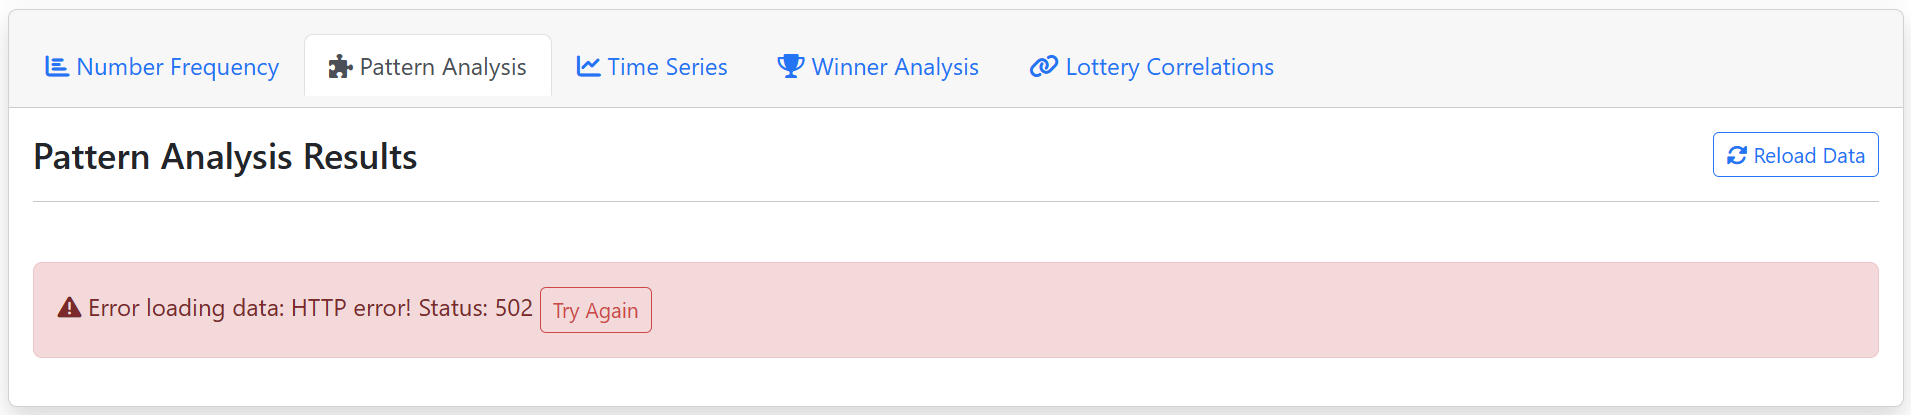 Number Frequency Pattern Analysis Time Series Winner Analysis Lottery Correlations
Pattern Analysis Results Reload Data
Error loading data: HTTP error! Status: 502 Try Again